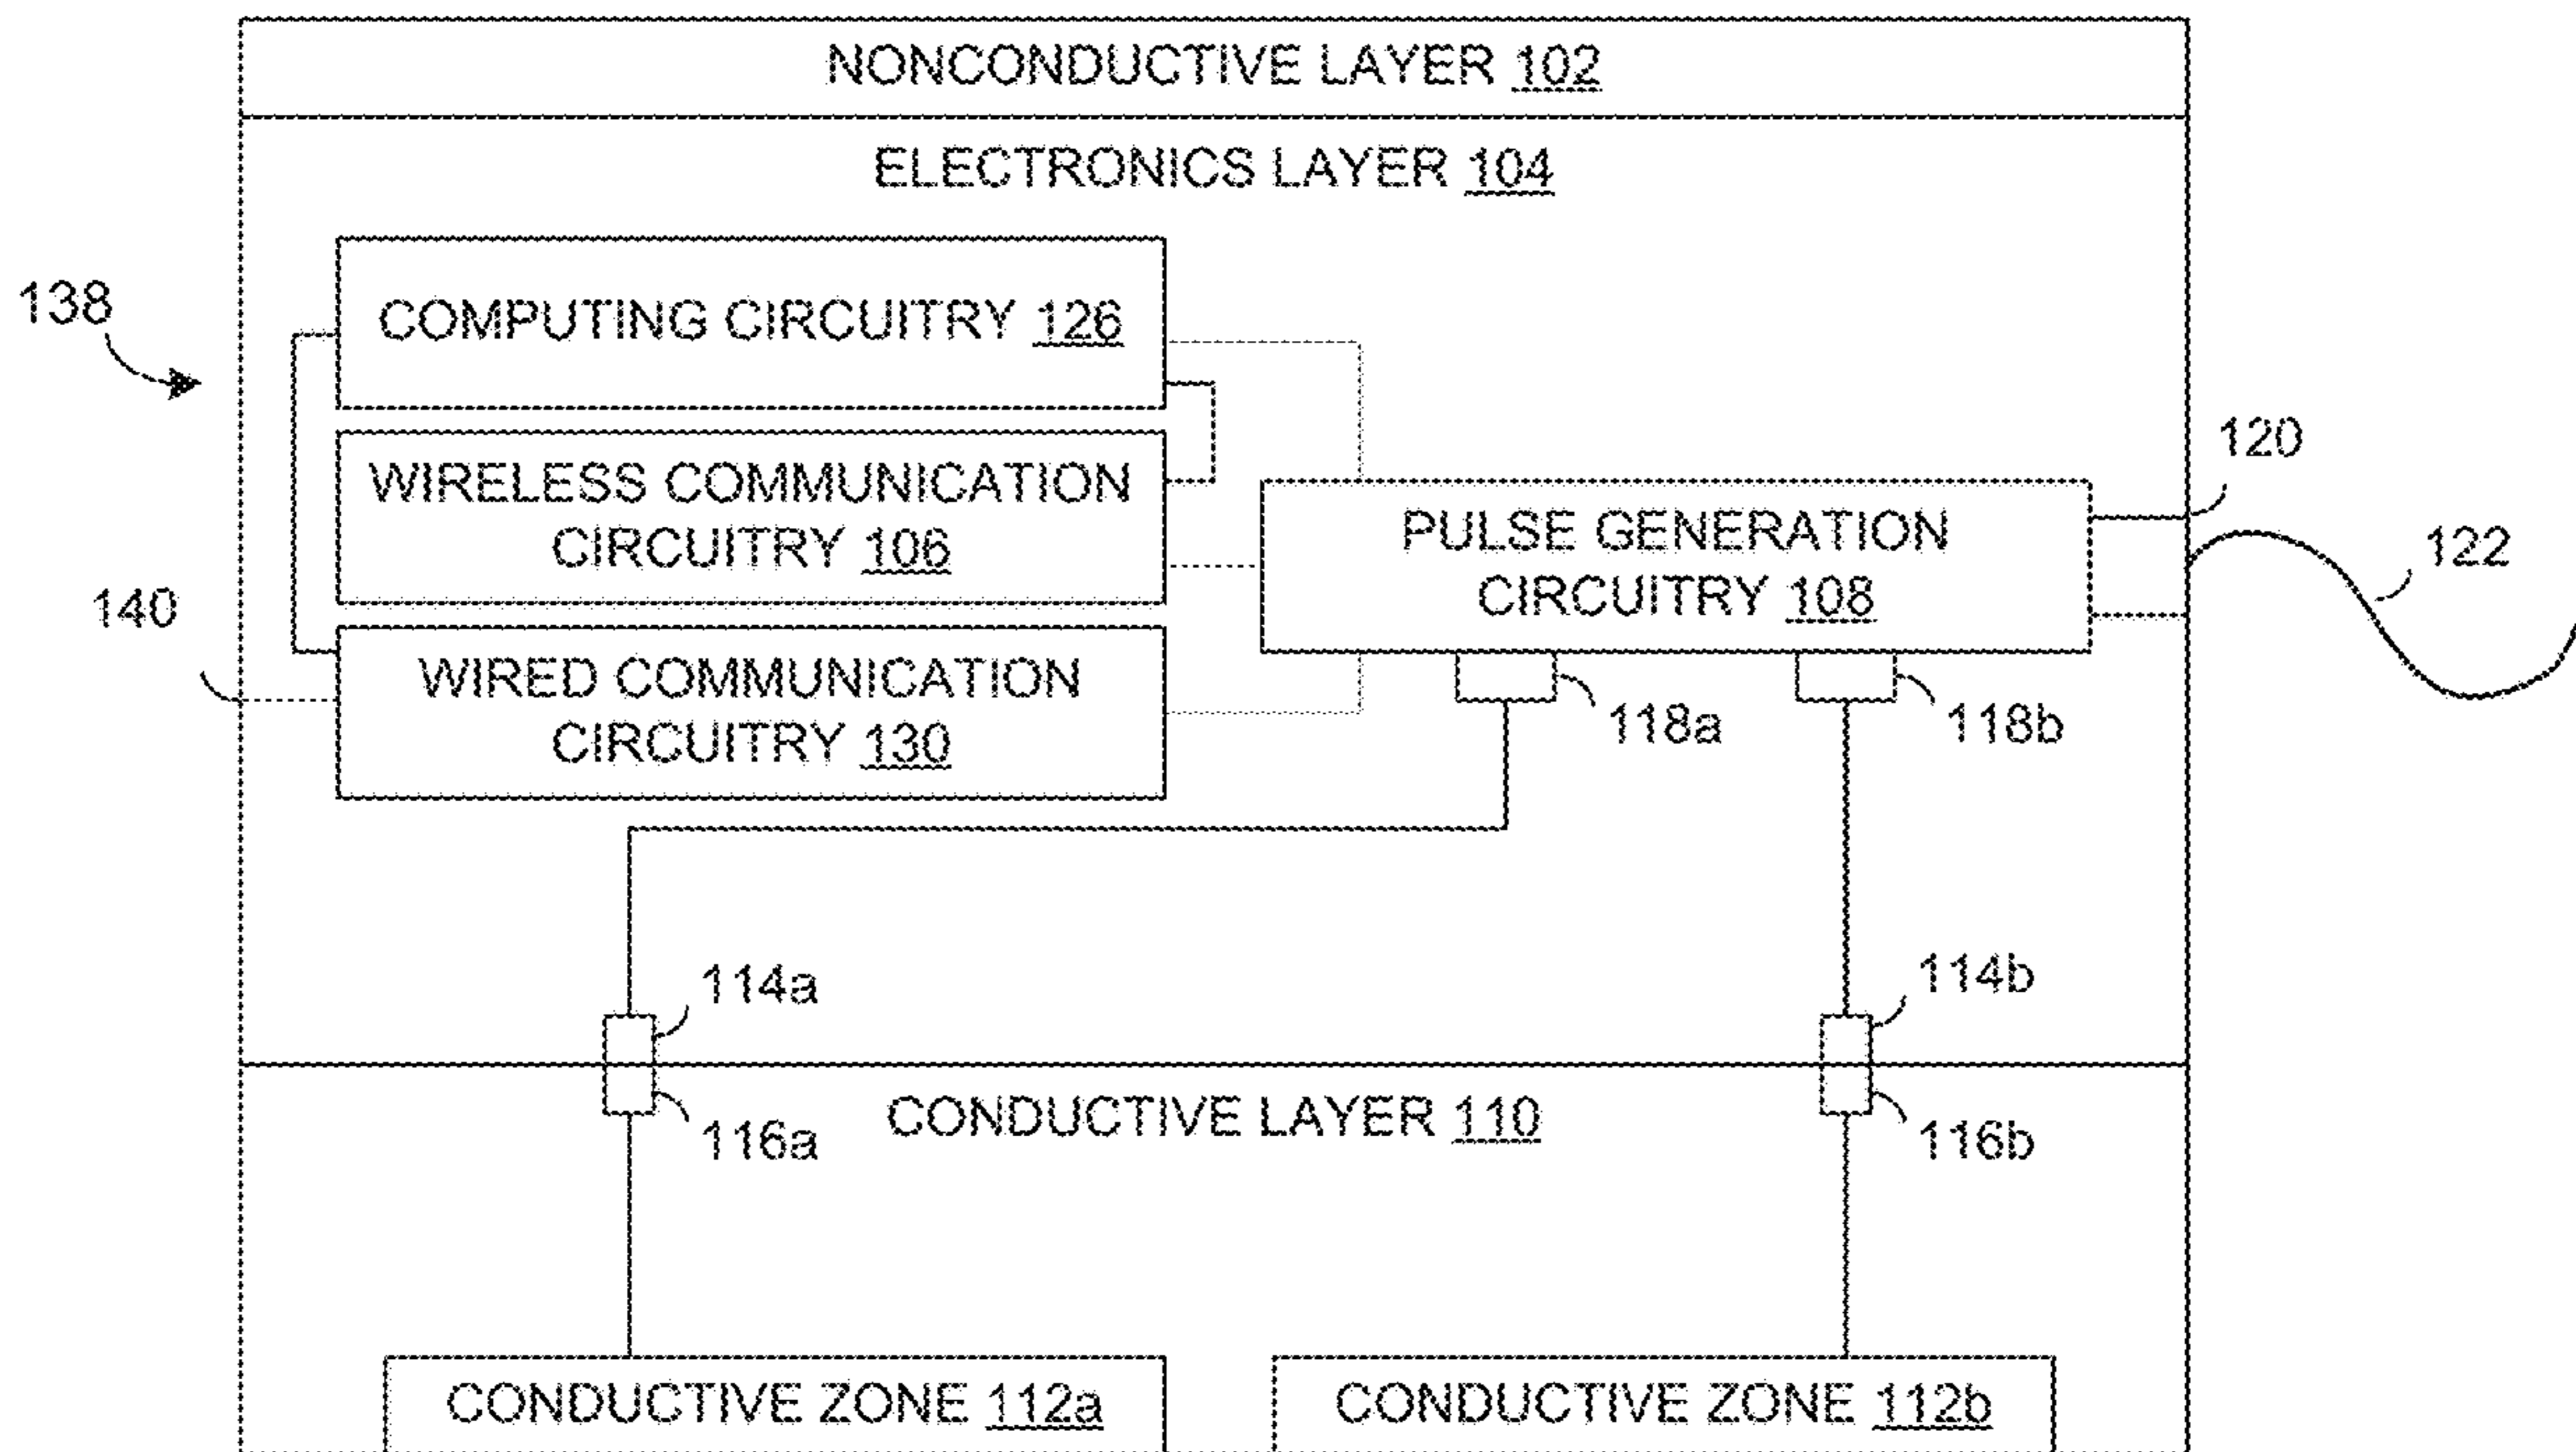 NONCONDUCTIVE LAYER 102
ELECTRONICS LAYER 104
138
COMPUTING CIRCUITRY 126
WIRELESS COMMUNICATION
CIRCUITRY 106
120
122
PULSE GENERATION
CIRCUITRY 108
140
WIRED COMMUNICATION
CIRCUITRY 130
118a
118b
114a
114b
116a
CONDUCTIVE LAYER 110
116b
CONDUCTIVE ZONE 112a
CONDUCTIVE ZONE 112b